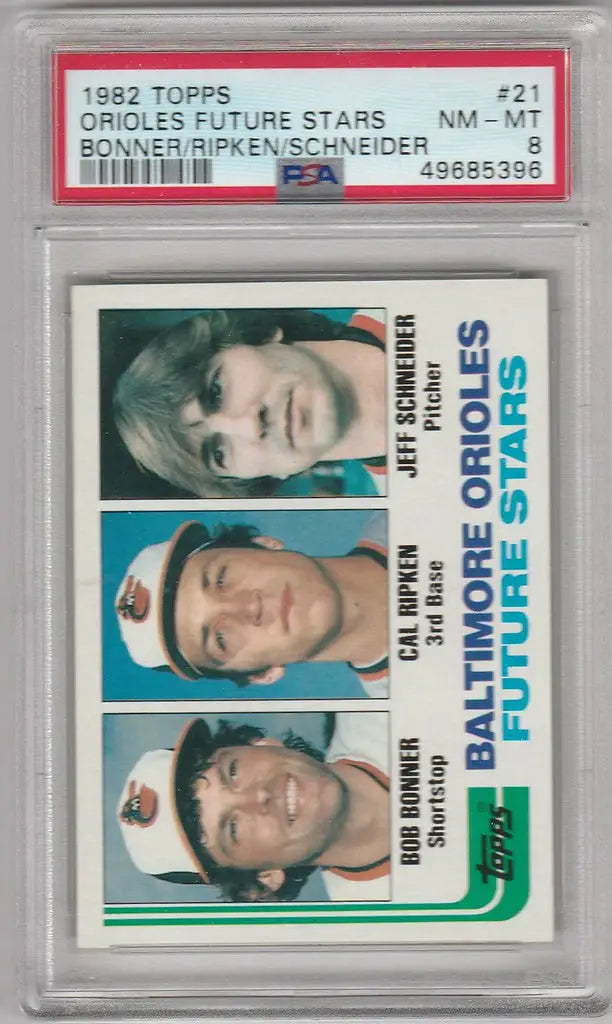 1982 TOPPS #21
ORIOLES FUTURE STARS NM - MT
BONNER/RIPKEN/SCHNEIDER 8
PSA 49685396
BOB BONNER
Shortstop
CAL RIPKEN
3rd Base
JEFF SCHNEIDER
Pitcher
topps
BALTIMORE ORIOLES
FUTURE STARS